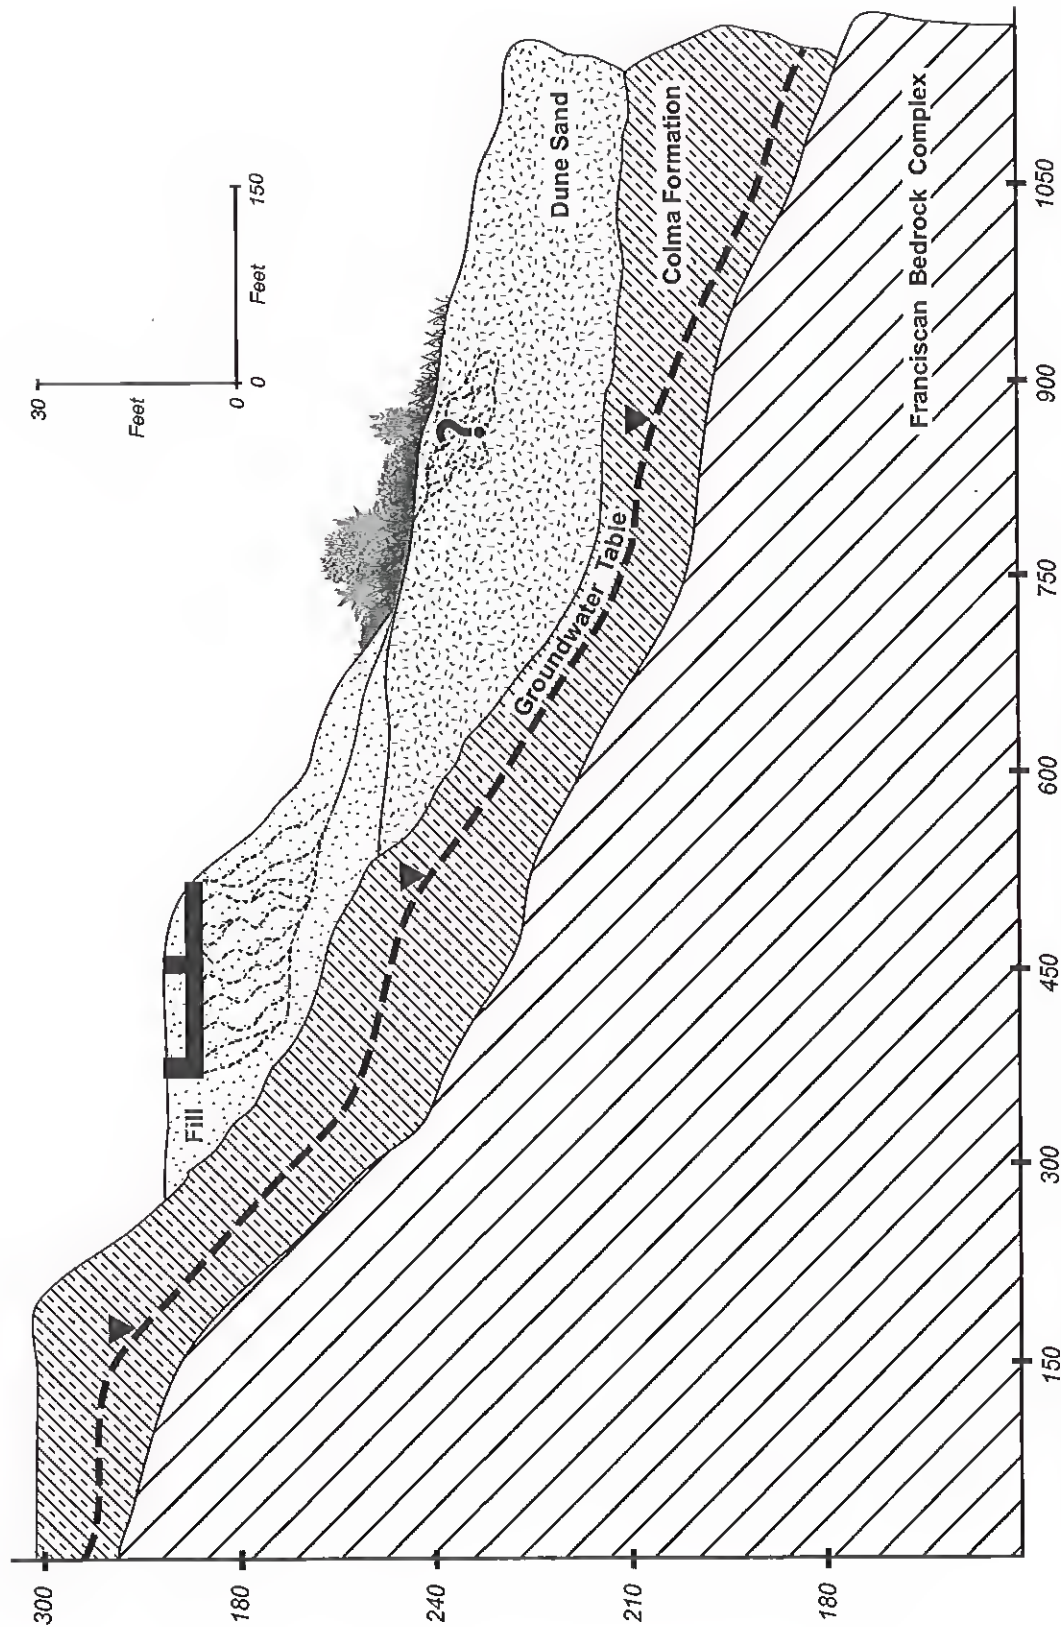 30
Feet
0
0
150
Feet
Dune Sand
Colma Formation
Fill
?
Groundwater Table
Franciscan Bedrock Complex
300
180
240
210
180
150
300
450
600
750
900
1050